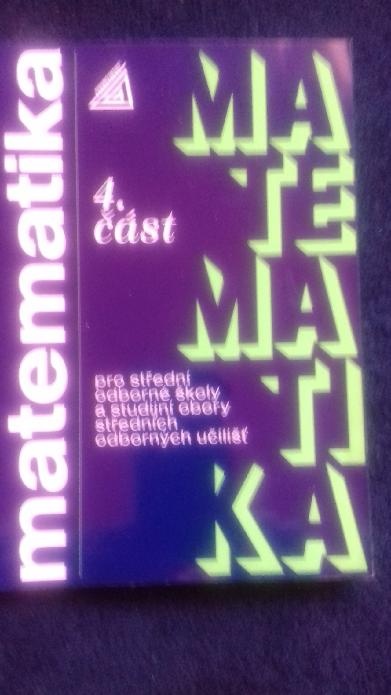 matematika
MA
TE
MA
TI
KA
4.
část
pro střední
odborné školy
a studijní obory
středních
odborných učilišť